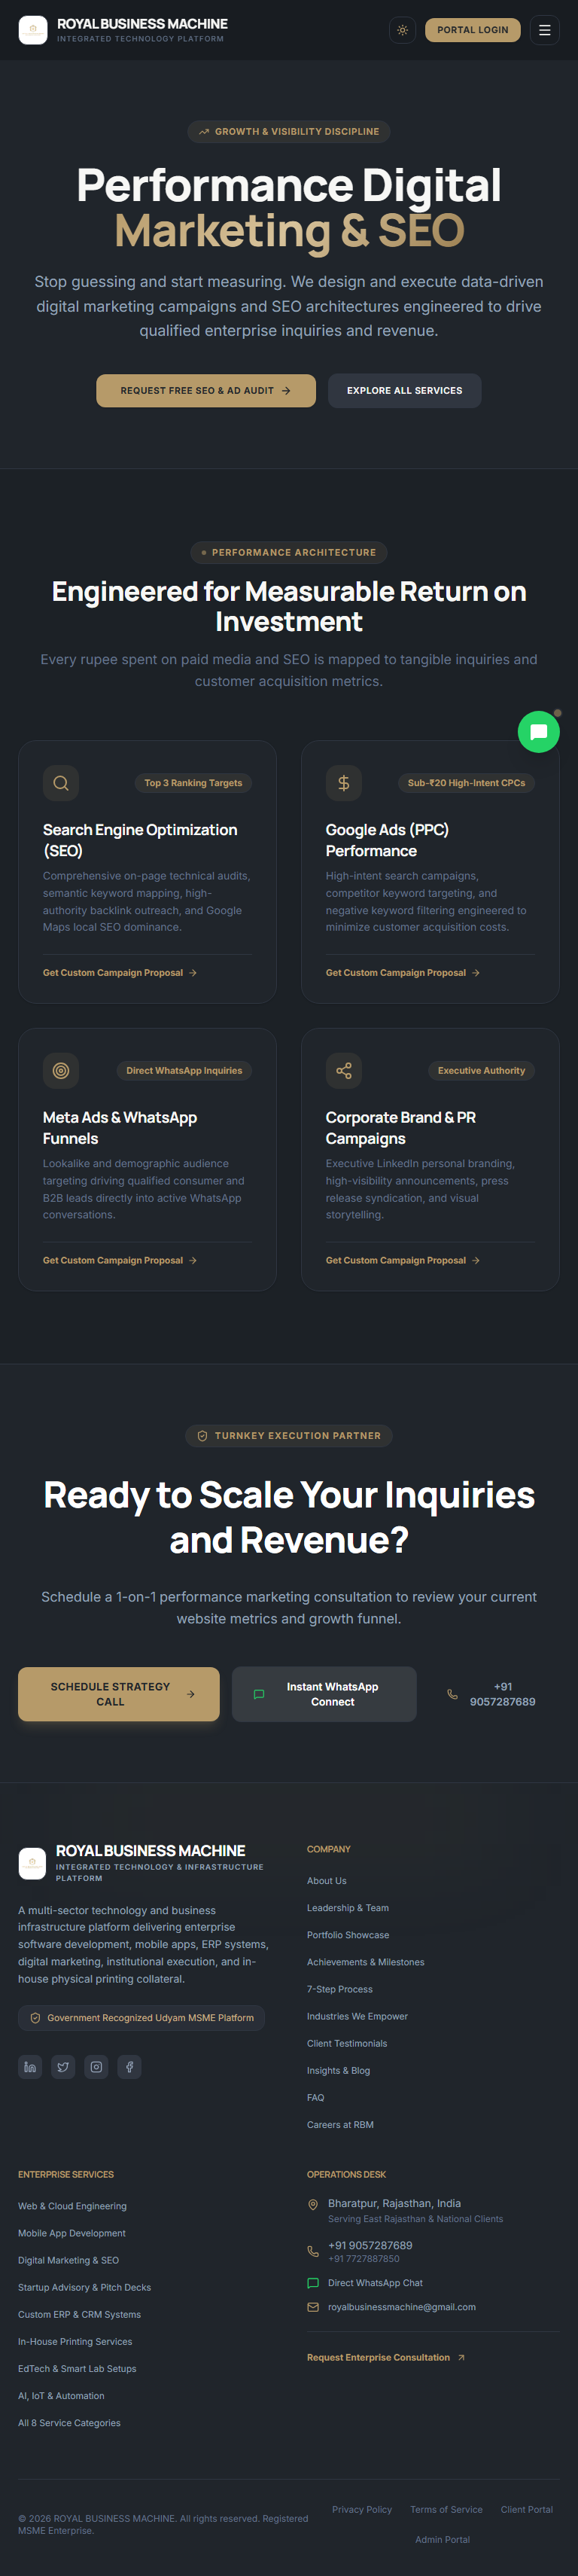 ROYAL BUSINESS MACHINE
INTEGRATED TECHNOLOGY PLATFORM
PORTAL LOGIN
GROWTH & VISIBILITY DISCIPLINE
Performance Digital
Marketing & SEO
Stop guessing and start measuring. We design and execute data-driven
digital marketing campaigns and SEO architectures engineered to drive
qualified enterprise inquiries and revenue.
REQUEST FREE SEO & AD AUDIT
EXPLORE ALL SERVICES
PERFORMANCE ARCHITECTURE
Engineered for Measurable Return on
Investment
Every rupee spent on paid media and SEO is mapped to tangible inquiries and
customer acquisition metrics.
Top 3 Ranking Targets
Search Engine Optimization
(SEO)
Comprehensive on-page technical audits,
semantic keyword mapping, high-
authority backlink outreach, and Google
Maps local SEO dominance.
Get Custom Campaign Proposal
Sub-₹20 High-Intent CPCs
Google Ads (PPC)
Performance
High-intent search campaigns,
competitor keyword targeting, and
negative keyword filtering engineered to
minimize customer acquisition costs.
Get Custom Campaign Proposal
Direct WhatsApp Inquiries
Meta Ads & WhatsApp
Funnels
Lookalike and demographic audience
targeting driving qualified consumer and
B2B leads directly into active WhatsApp
conversations.
Get Custom Campaign Proposal
Executive Authority
Corporate Brand & PR
Campaigns
Executive LinkedIn personal branding,
high-visibility announcements, press
release syndication, and visual
storytelling.
Get Custom Campaign Proposal
TURNKEY EXECUTION PARTNER
Ready to Scale Your Inquiries
and Revenue?
Schedule a 1-on-1 performance marketing consultation to review your current
website metrics and growth funnel.
SCHEDULE STRATEGY
CALL
Instant WhatsApp
Connect
+91
9057287689
ROYAL BUSINESS MACHINE
INTEGRATED TECHNOLOGY & INFRASTRUCTURE
PLATFORM
A multi-sector technology and business
infrastructure platform delivering enterprise
software development, mobile apps, ERP systems,
digital marketing, institutional execution, and in-
house physical printing collateral.
Government Recognized Udyam MSME Platform
COMPANY
About Us
Leadership & Team
Portfolio Showcase
Achievements & Milestones
7-Step Process
Industries We Empower
Client Testimonials
Insights & Blog
FAQ
Careers at RBM
ENTERPRISE SERVICES
Web & Cloud Engineering
Mobile App Development
Digital Marketing & SEO
Startup Advisory & Pitch Decks
Custom ERP & CRM Systems
In-House Printing Services
EdTech & Smart Lab Setups
AI, IoT & Automation
All 8 Service Categories
OPERATIONS DESK
Bharatpur, Rajasthan, India
Serving East Rajasthan & National Clients
+91 9057287689
+91 7727887850
Direct WhatsApp Chat
royalbusinessmachine@gmail.com
Request Enterprise Consultation
© 2026 ROYAL BUSINESS MACHINE. All rights reserved. Registered
MSME Enterprise.
Privacy Policy
Terms of Service
Client Portal
Admin Portal